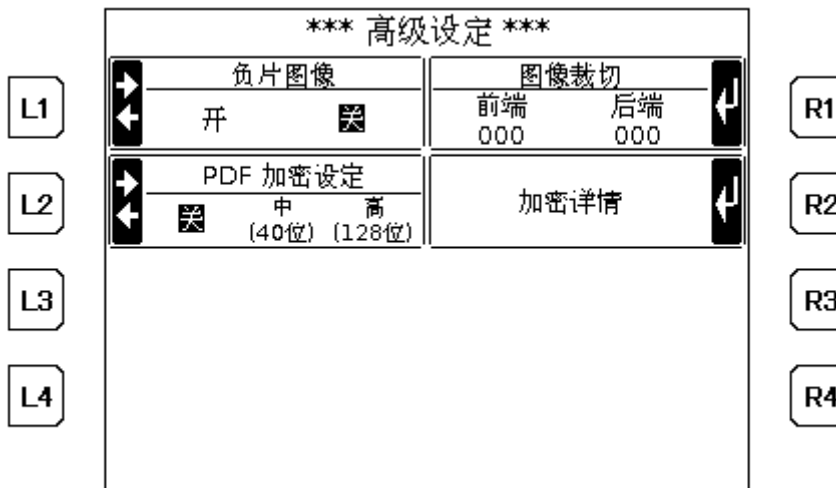 *** 高级设定 ***
L1
负片图像
开 关
图像裁切
前端 后端
000 000
R1
L2
PDF 加密设定
关 中 高
(40位) (128位)
加密详情
R2
L3
R3
L4
R4